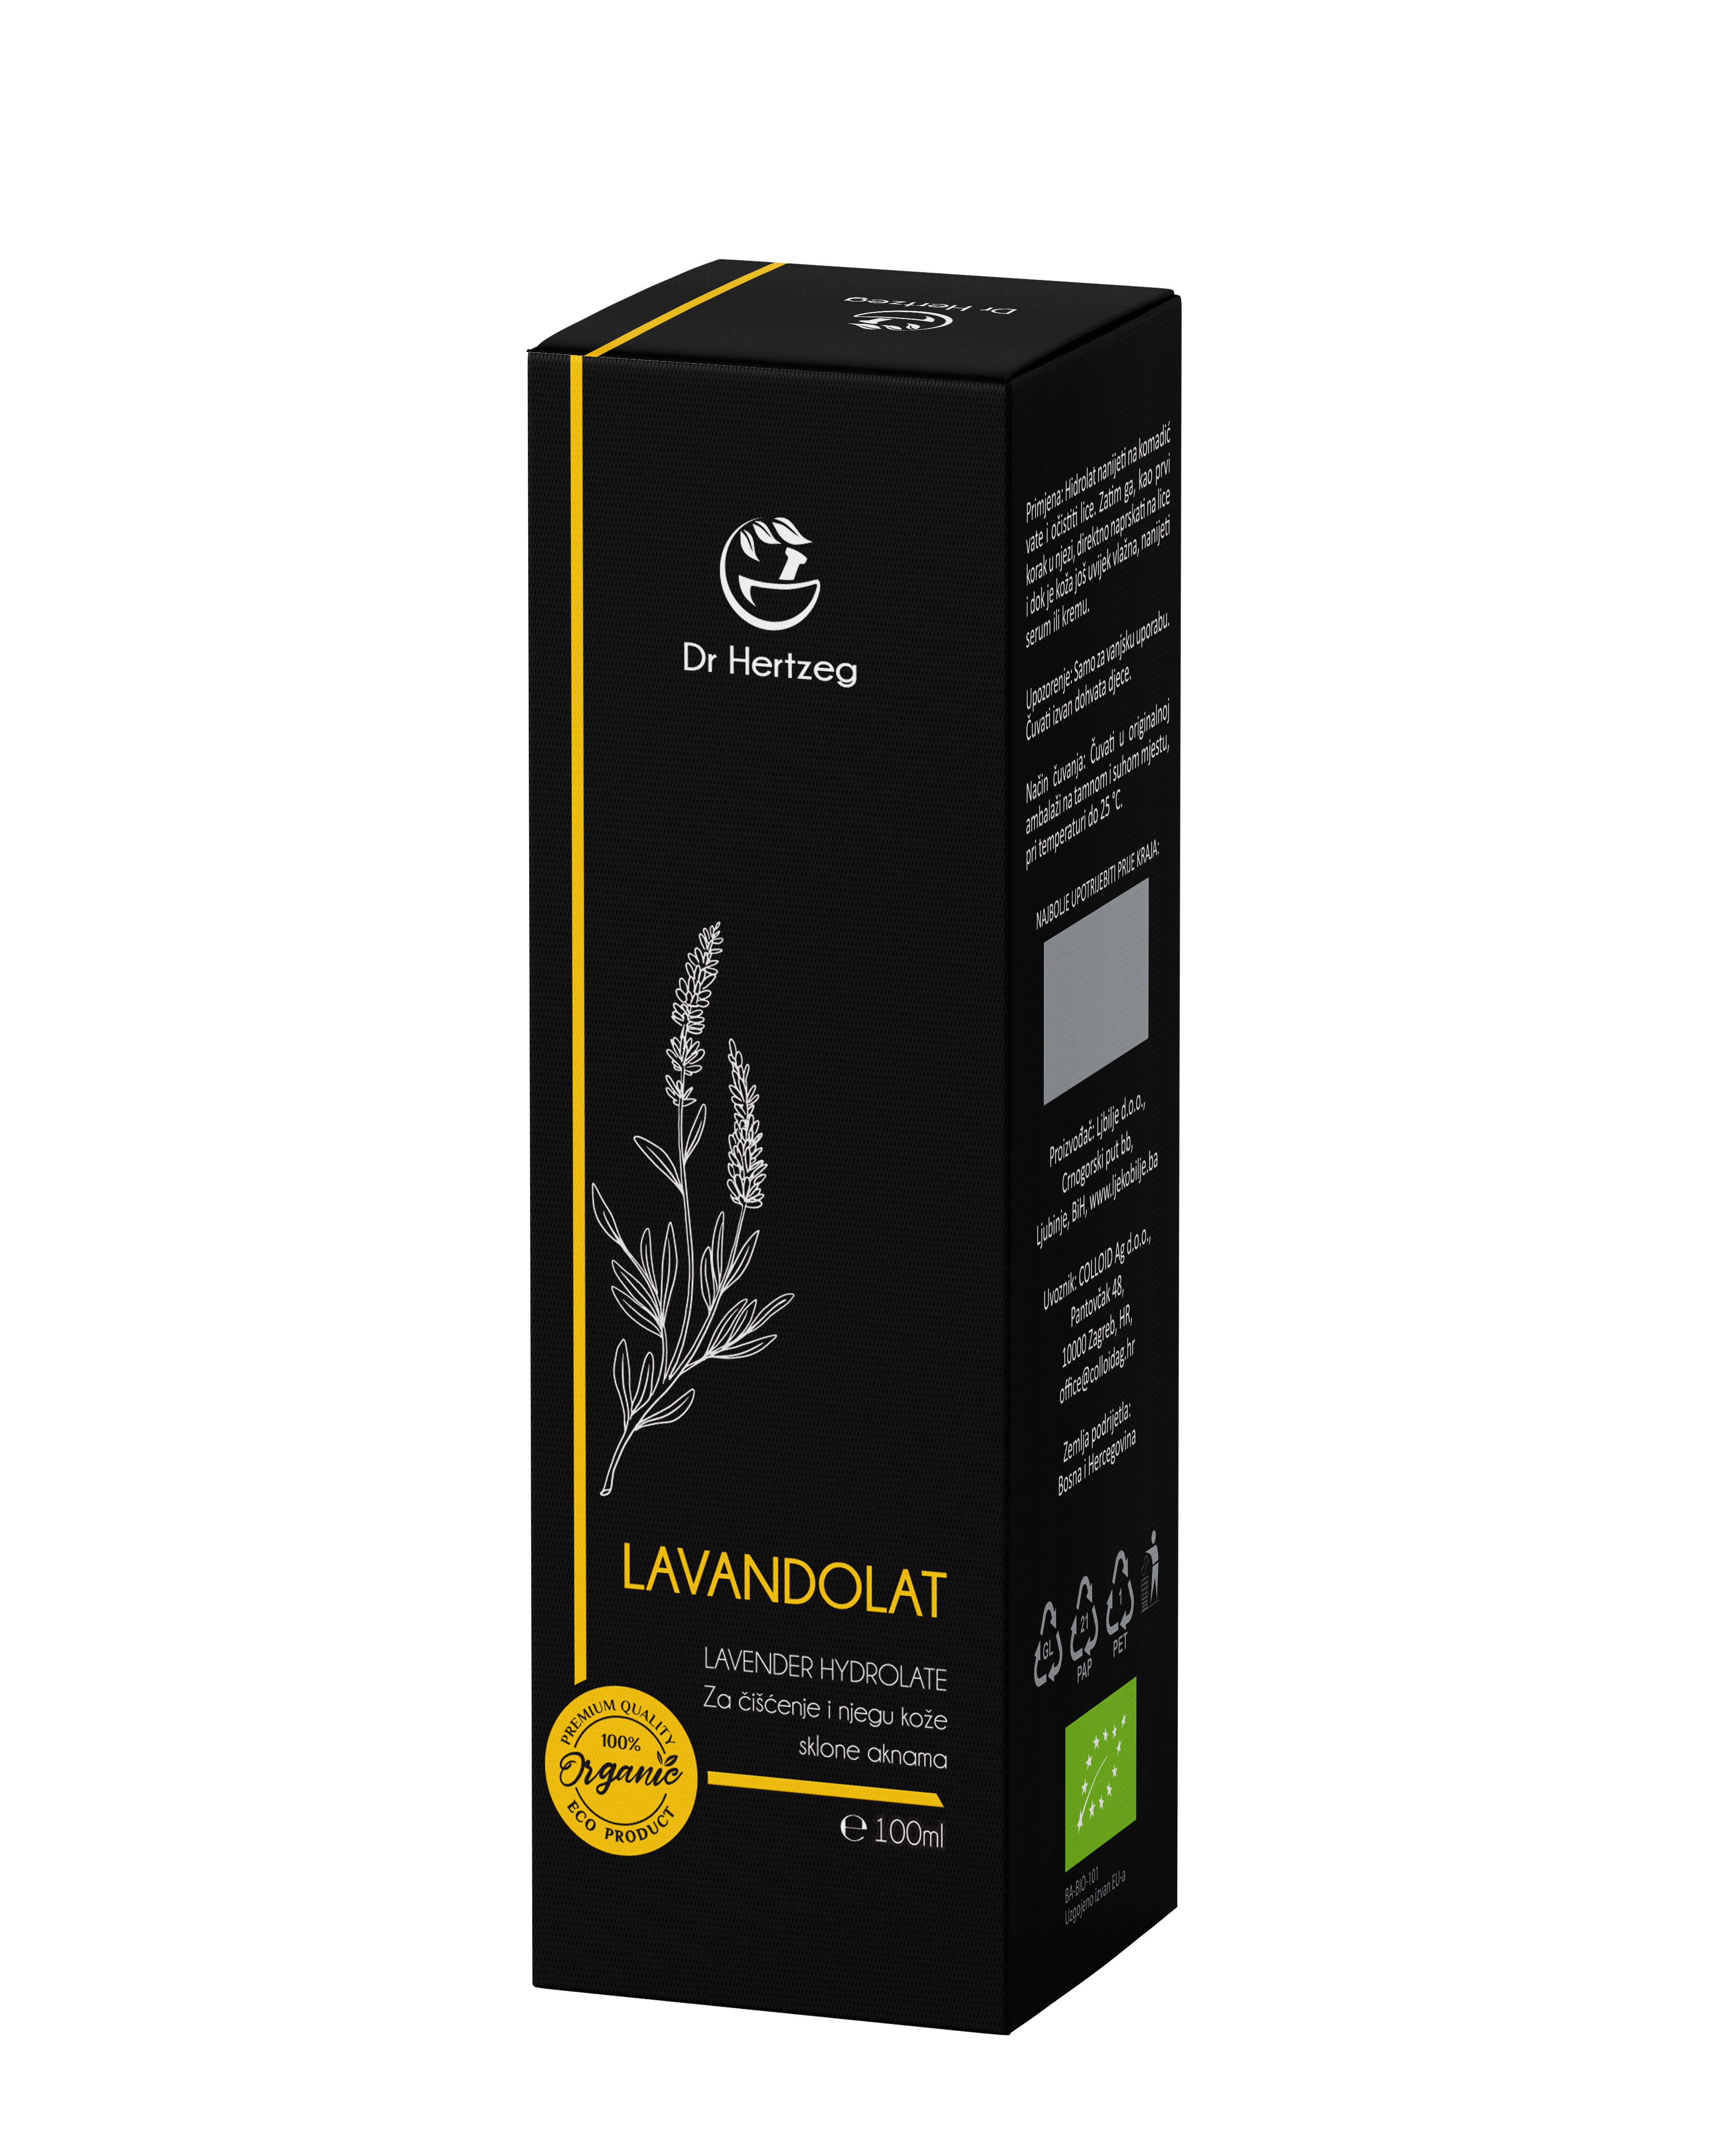 Dr Hertzeg
Dr Hertzeg
LAVANDOLAT
LAVENDER HYDROLATE
Za čišćenje i njegu kože
sklone aknama
PREMIUM QUALITY
100%
Organic
ECO PRODUCT
℮ 100ml
Primjena: Hidrolat nanijeti na komadić
vate i očistiti lice. Zatim ga, kao prvi
korak u njezi, direktno naprskati na lice
i dok je koža još uvijek vlažna, nanijeti
serum ili kremu.
Upozorenje: Samo za vanjsku uporabu.
Čuvati izvan dohvata djece.
Način čuvanja: Čuvati u originalnoj
ambalaži na tamnom i suhom mjestu,
pri temperaturi do 25 °C.
NAJBOLJE UPOTRIJEBITI PRIJE KRAJA:
Proizvođač: Ljbilje d.o.o.,
Crnogorski put bb,
Ljubinje, BiH, www.ljekobilje.ba
Uvoznik: COLLOID Ag d.o.o.,
Pantovčak 48,
10000 Zagreb, HR,
office@colloidag.hr
Zemlja podrijetla:
Bosna i Hercegovina
GL
21
PAP
1
PET
BA-BIO-101
Uzgojeno izvan EU-a